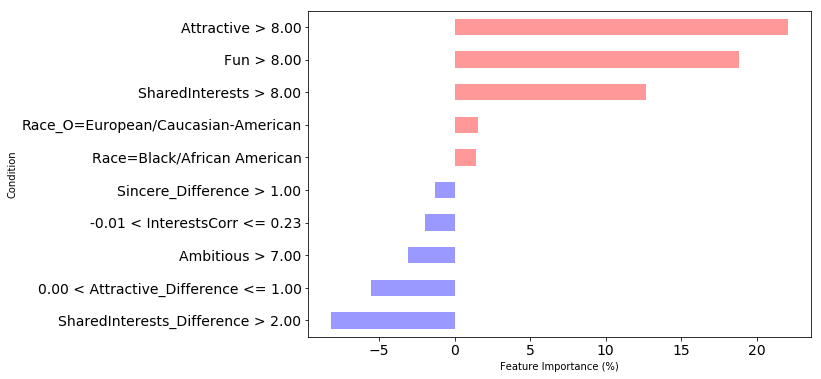 Attractive > 8.00
Fun > 8.00
SharedInterests > 8.00
Race_O=European/Caucasian-American
Race=Black/African American
Sincere_Difference > 1.00
-0.01 < InterestsCorr <= 0.23
Ambitious > 7.00
0.00 < Attractive_Difference <= 1.00
SharedInterests_Difference > 2.00
Condition
−5 0 5 10 15 20
Feature Importance (%)